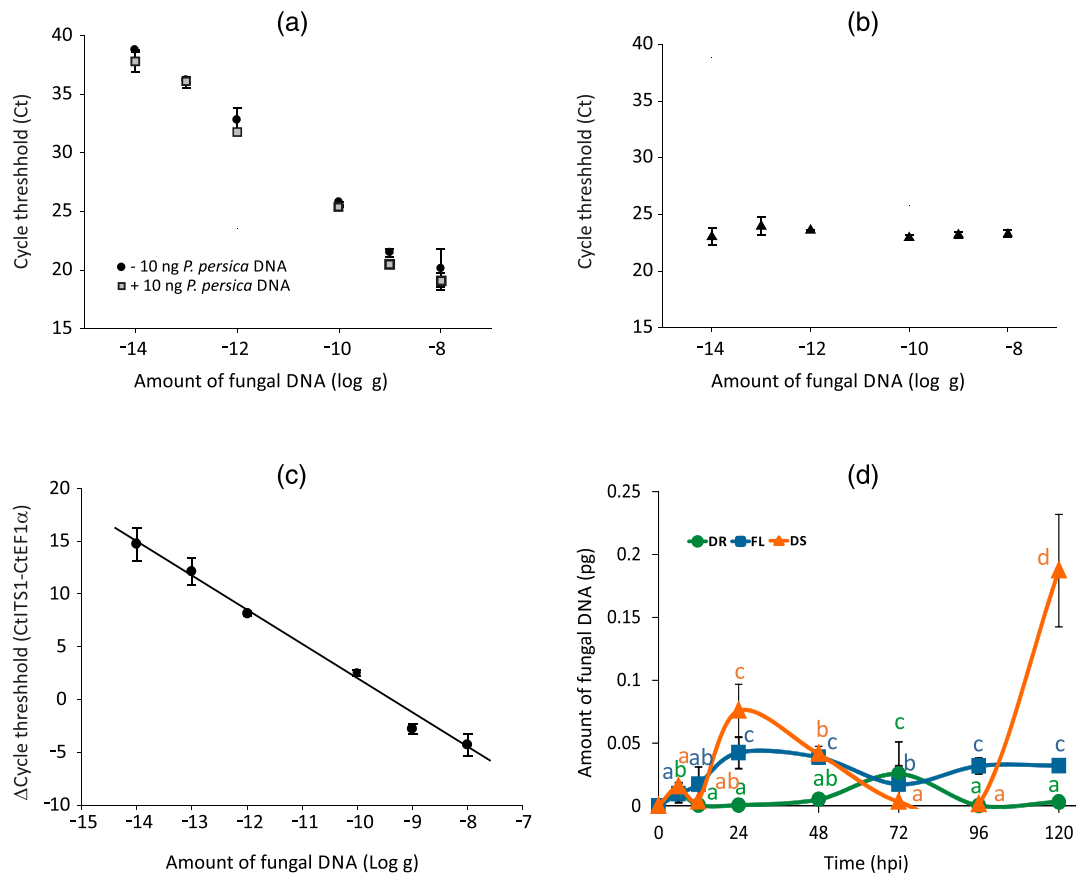 (a)
Cycle threshhold (Ct)
40
35
30
25
20
15
- 10 ng P. persica DNA
+ 10 ng P. persica DNA
-14
-12
-10
-8
Amount of fungal DNA (log g)
(b)
Cycle threshhold (Ct)
40
35
30
25
20
15
-14
-12
-10
-8
Amount of fungal DNA (log g)
(c)
ΔCycle threshhold (CtITS1-CtEF1α)
20
15
10
5
0
-5
-10
-15
-14
-13
-12
-11
-10
-9
-8
-7
Amount of fungal DNA (Log g)
(d)
Amount of fungal DNA (pg)
0.25
0.2
0.15
0.1
0.05
0
DR FL DS
a
a
b
ab
a
ab
c
c
a
b
c
ab
c
b
a
c
a
a
d
c
a
0
24
48
72
96
120
Time (hpi)